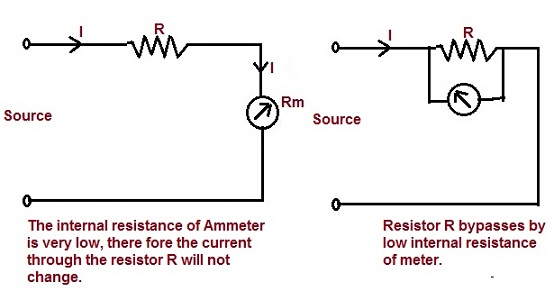 I
R
I
Rm
Source
The internal resistance of Ammeter
is very low, there fore the current
through the resistor R will not
change.
I
R
Source
Resistor R bypasses by
low internal resistance
of meter.